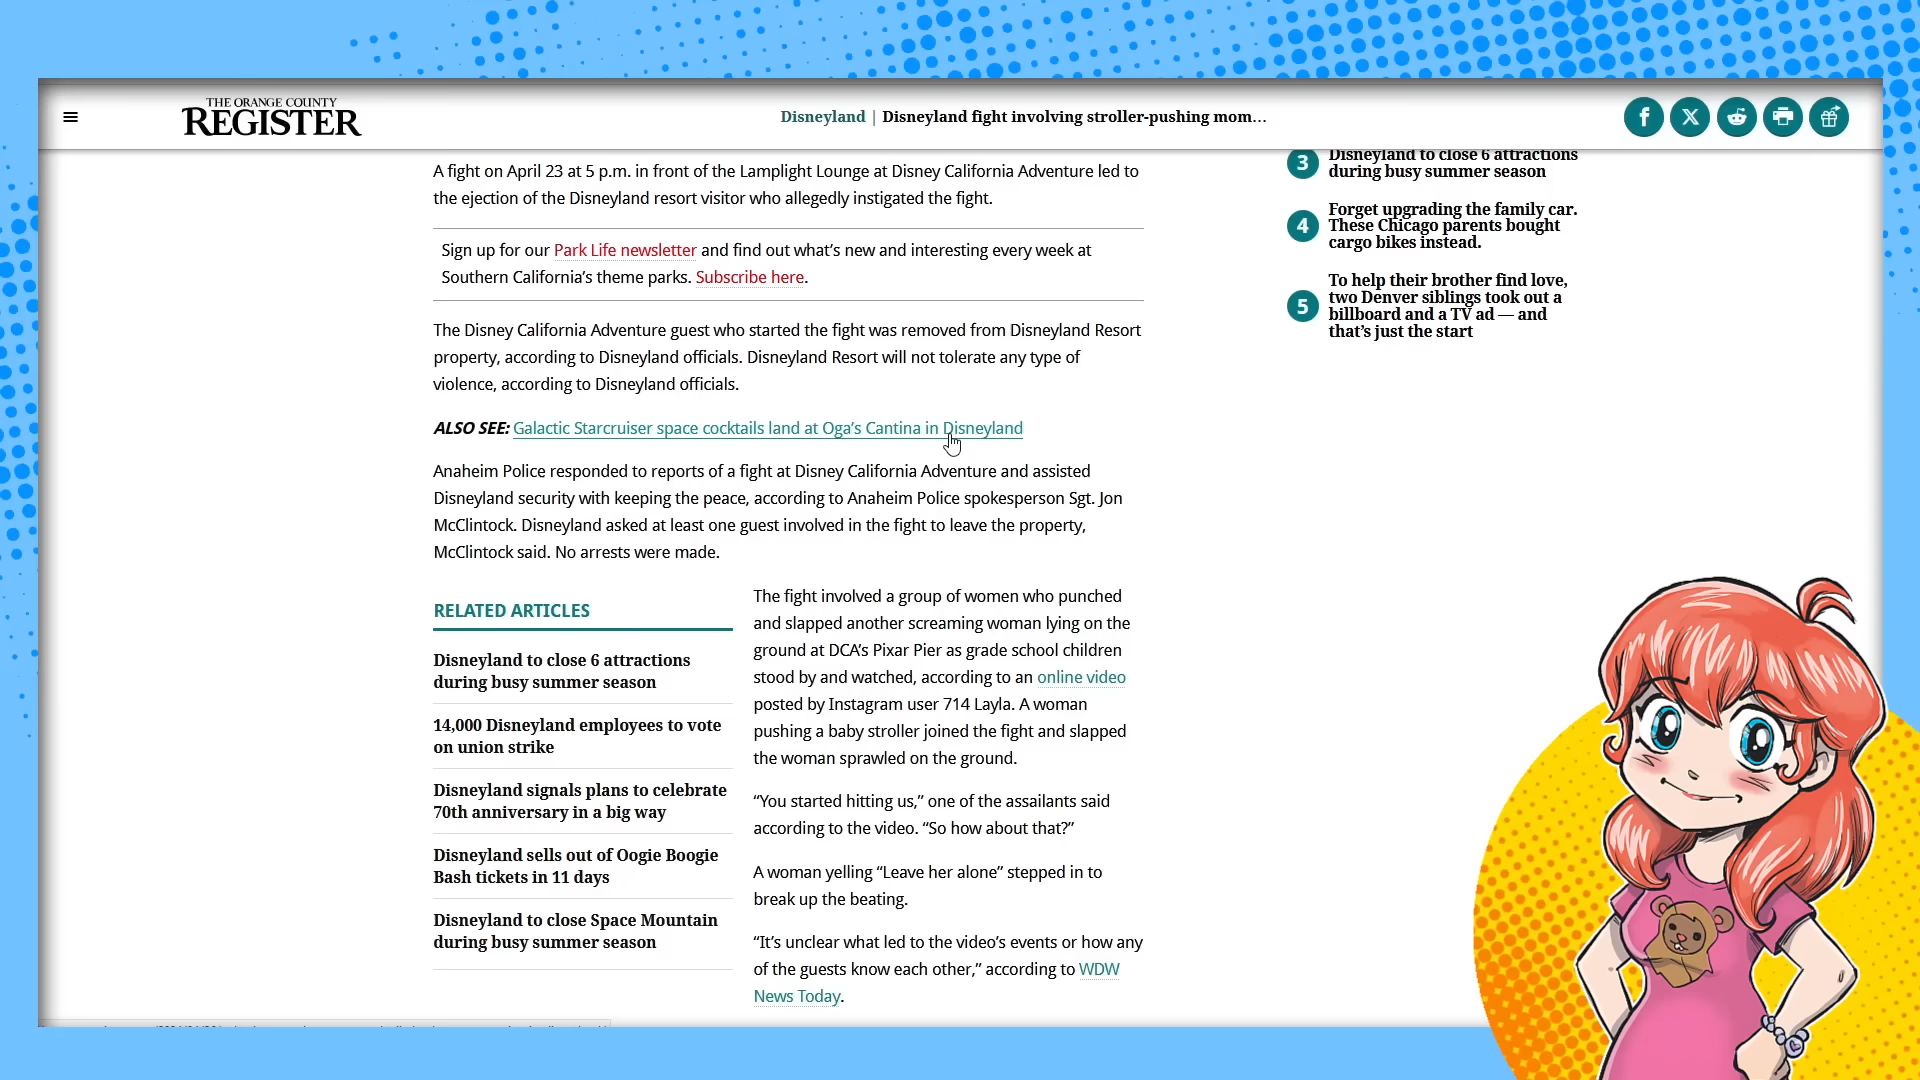 THE ORANGE COUNTY
REGISTER
Disneyland | Disneyland fight involving stroller-pushing mom...
A fight on April 23 at 5 p.m. in front of the Lamplight Lounge at Disney California Adventure led to
the ejection of the Disneyland resort visitor who allegedly instigated the fight.
Sign up for our Park Life newsletter and find out what’s new and interesting every week at
Southern California’s theme parks. Subscribe here.
The Disney California Adventure guest who started the fight was removed from Disneyland Resort
property, according to Disneyland officials. Disneyland Resort will not tolerate any type of
violence, according to Disneyland officials.
ALSO SEE: Galactic Starcruiser space cocktails land at Oga’s Cantina in Disneyland
Anaheim Police responded to reports of a fight at Disney California Adventure and assisted
Disneyland security with keeping the peace, according to Anaheim Police spokesperson Sgt. Jon
McClintock. Disneyland asked at least one guest involved in the fight to leave the property,
McClintock said. No arrests were made.
RELATED ARTICLES
Disneyland to close 6 attractions
during busy summer season
14,000 Disneyland employees to vote
on union strike
Disneyland signals plans to celebrate
70th anniversary in a big way
Disneyland sells out of Oogie Boogie
Bash tickets in 11 days
Disneyland to close Space Mountain
during busy summer season
The fight involved a group of women who punched
and slapped another screaming woman lying on the
ground at DCA’s Pixar Pier as grade school children
stood by and watched, according to an online video
posted by Instagram user 714 Layla. A woman
pushing a baby stroller joined the fight and slapped
the woman sprawled on the ground.
“You started hitting us,” one of the assailants said
according to the video. “So how about that?”
A woman yelling “Leave her alone” stepped in to
break up the beating.
“It’s unclear what led to the video’s events or how any
of the guests know each other,” according to WDW
News Today.
3 Disneyland to close 6 attractions
during busy summer season
4 Forget upgrading the family car.
These Chicago parents bought
cargo bikes instead.
5 To help their brother find love,
two Denver siblings took out a
billboard and a TV ad — and
that’s just the start